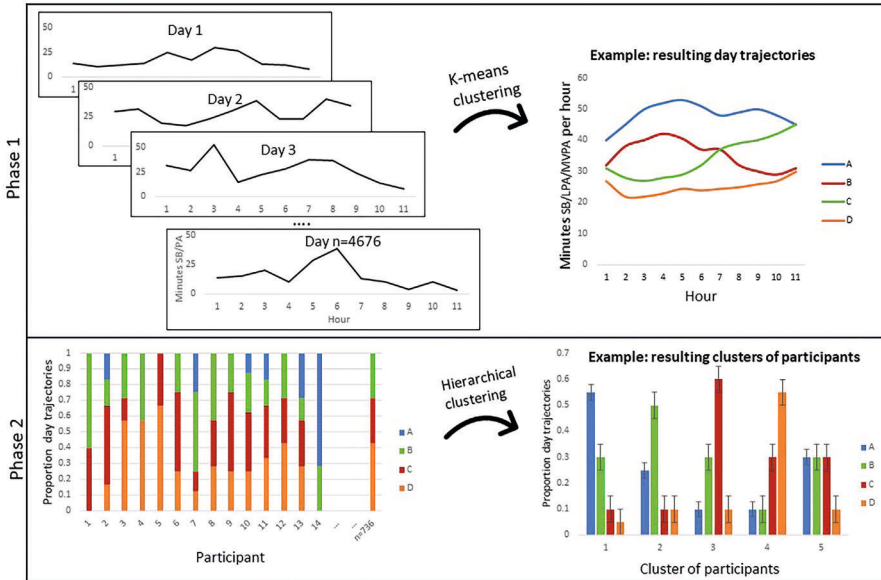 Phase 1
Day 1
50
25
0
1
Day 2
50
25
0
1
Day 3
50
25
0
1 2 3 4 5 6 7 8 9 10 11
....
Day n=4676
Minutes SB/PA
50
25
0
1 2 3 4 5 6 7 8 9 10 11
Hour
K-means
clustering
Example: resulting day trajectories
Minutes SB/LPA/MVPA per hour
60
50
40
30
20
10
0
1 2 3 4 5 6 7 8 9 10 11
Hour
A
B
C
D
Phase 2
Proportion day trajectories
1
0.9
0.8
0.7
0.6
0.5
0.4
0.3
0.2
0.1
0
1 2 3 4 5 6 7 8 9 10 11 12 13 14 ... ... n=736
Participant
A
B
C
D
Hierarchical
clustering
Example: resulting clusters of participants
Proportion day trajectories
0.7
0.6
0.5
0.4
0.3
0.2
0.1
0
1 2 3 4 5
Cluster of participants
A
B
C
D